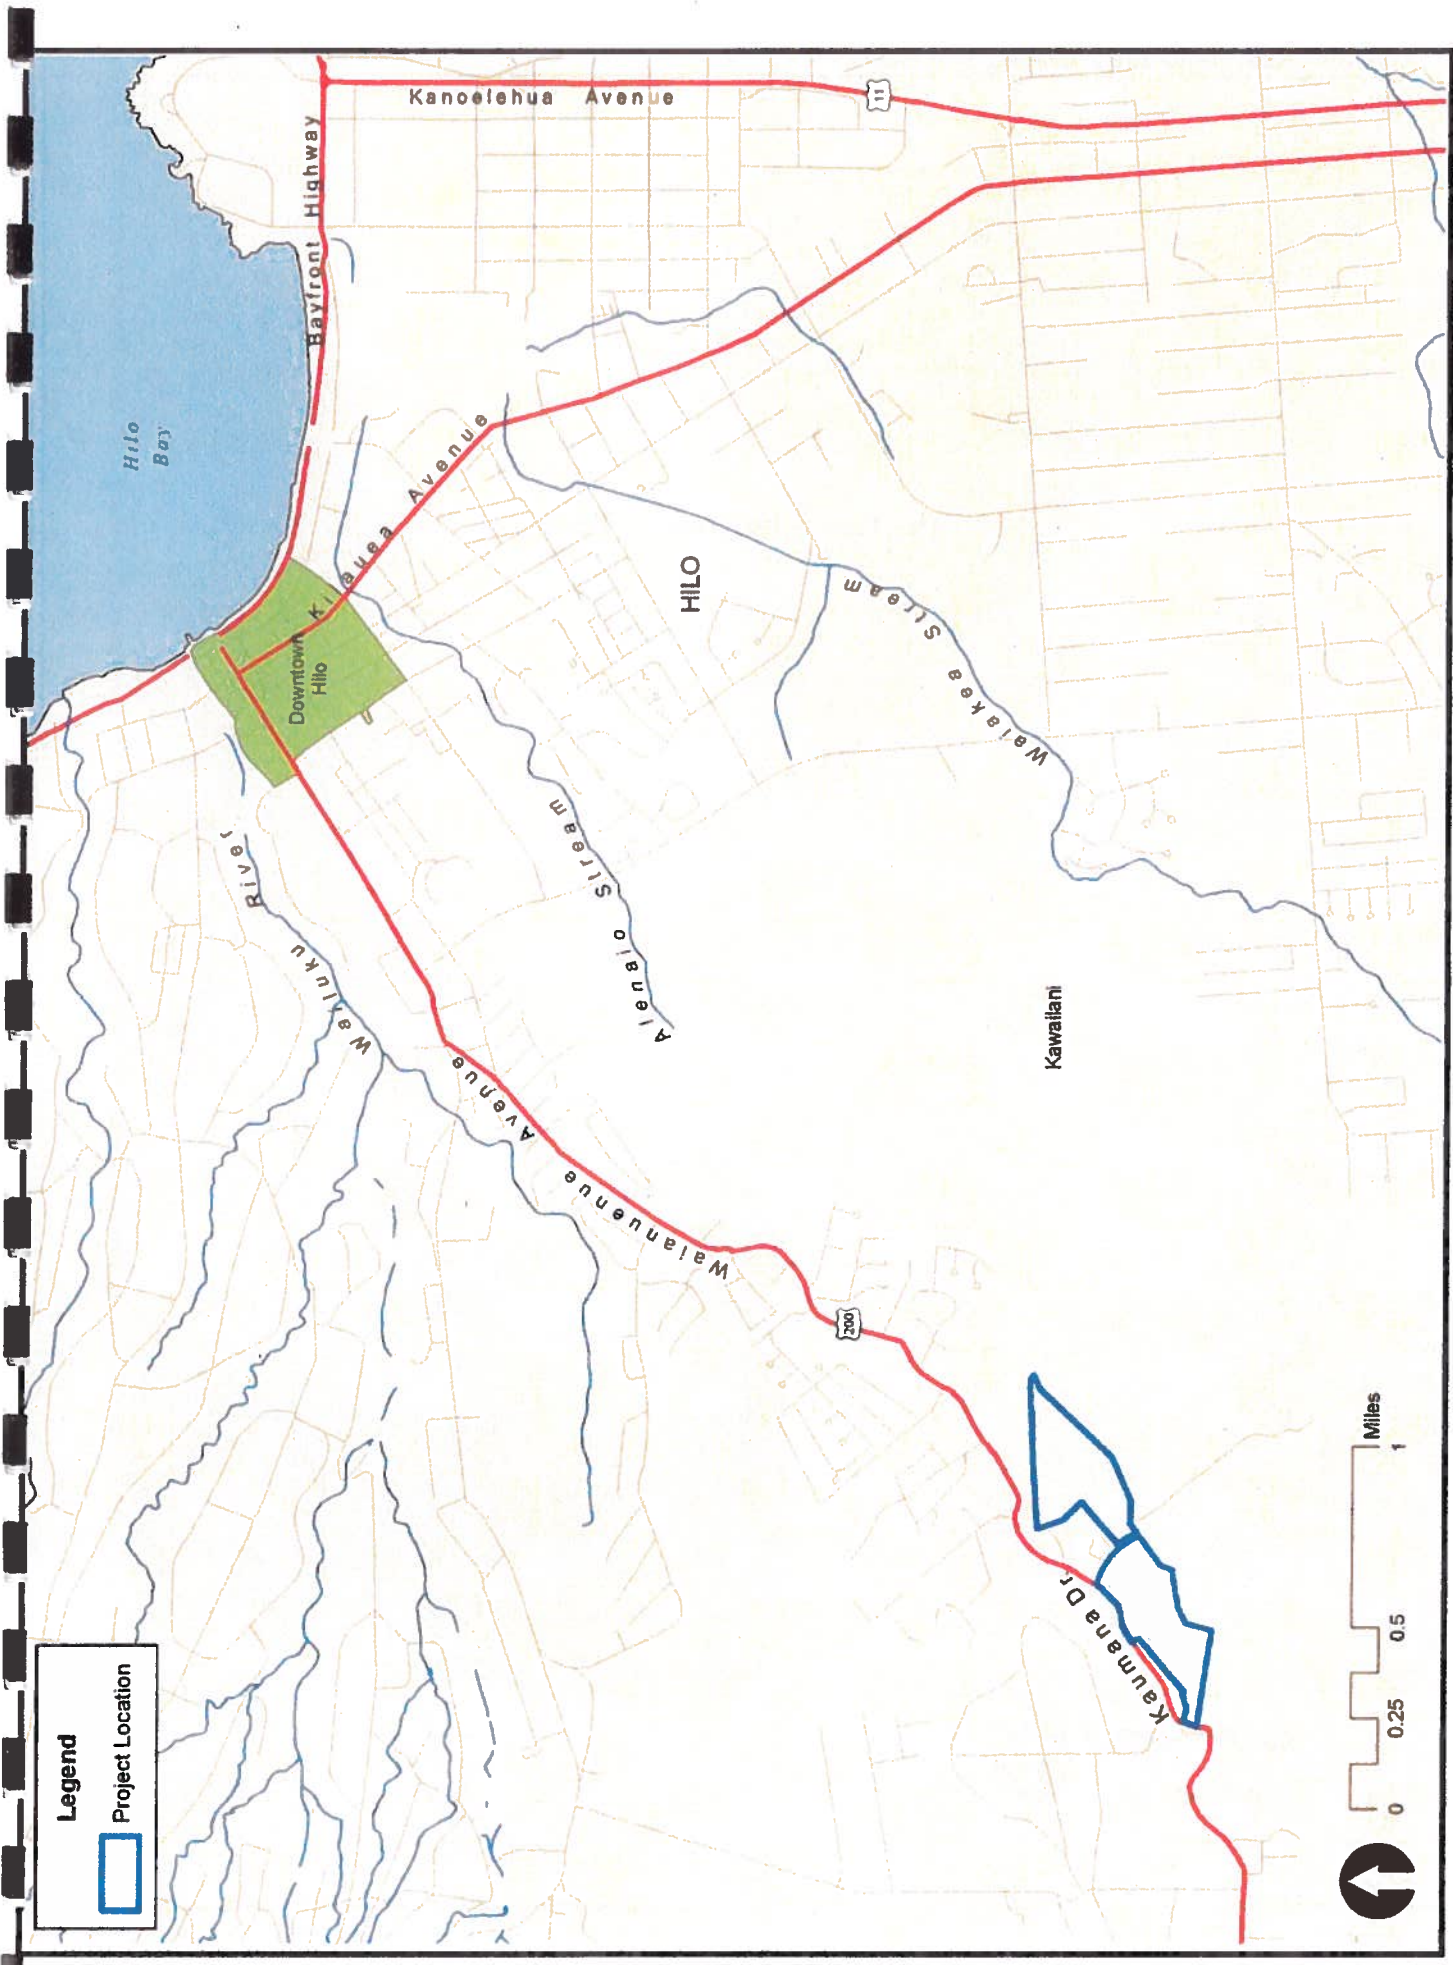 Legend
Project Location
Hilo
Bay
Bayfront Highway
Kanoelehua Avenue
11
Kilauea Avenue
Downtown
Hilo
HILO
Wailuku River
Alenaio Stream
Waiakea Stream
Waianuenue Avenue
200
Kawailani
Kaumana Dr.
0 0.25 0.5 1
Miles